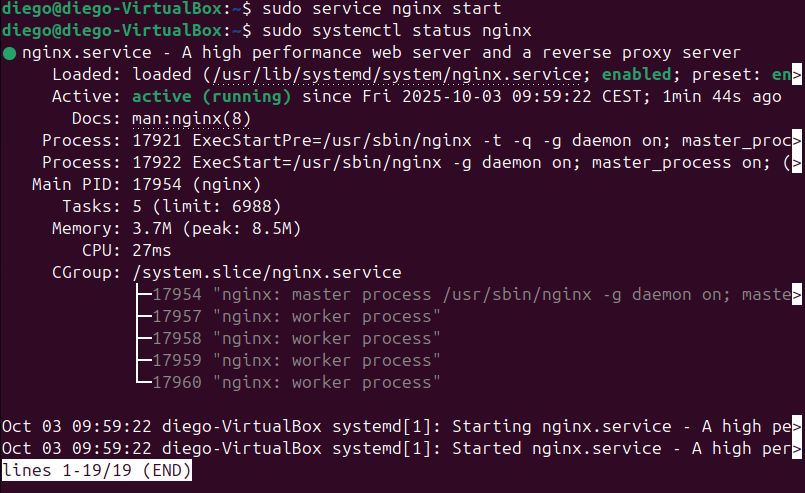 diego@diego-VirtualBox:~$ sudo service nginx start
diego@diego-VirtualBox:~$ sudo systemctl status nginx
● nginx.service - A high performance web server and a reverse proxy server
     Loaded: loaded (/usr/lib/systemd/system/nginx.service; enabled; preset: en>
     Active: active (running) since Fri 2025-10-03 09:59:22 CEST; 1min 44s ago
       Docs: man:nginx(8)
    Process: 17921 ExecStartPre=/usr/sbin/nginx -t -q -g daemon on; master_proc>
    Process: 17922 ExecStart=/usr/sbin/nginx -g daemon on; master_process on; (>
   Main PID: 17954 (nginx)
      Tasks: 5 (limit: 6988)
     Memory: 3.7M (peak: 8.5M)
        CPU: 27ms
     CGroup: /system.slice/nginx.service
             ├─17954 "nginx: master process /usr/sbin/nginx -g daemon on; maste>
             ├─17957 "nginx: worker process"
             ├─17958 "nginx: worker process"
             ├─17959 "nginx: worker process"
             └─17960 "nginx: worker process"

Oct 03 09:59:22 diego-VirtualBox systemd[1]: Starting nginx.service - A high pe>
Oct 03 09:59:22 diego-VirtualBox systemd[1]: Started nginx.service - A high per>
lines 1-19/19 (END)